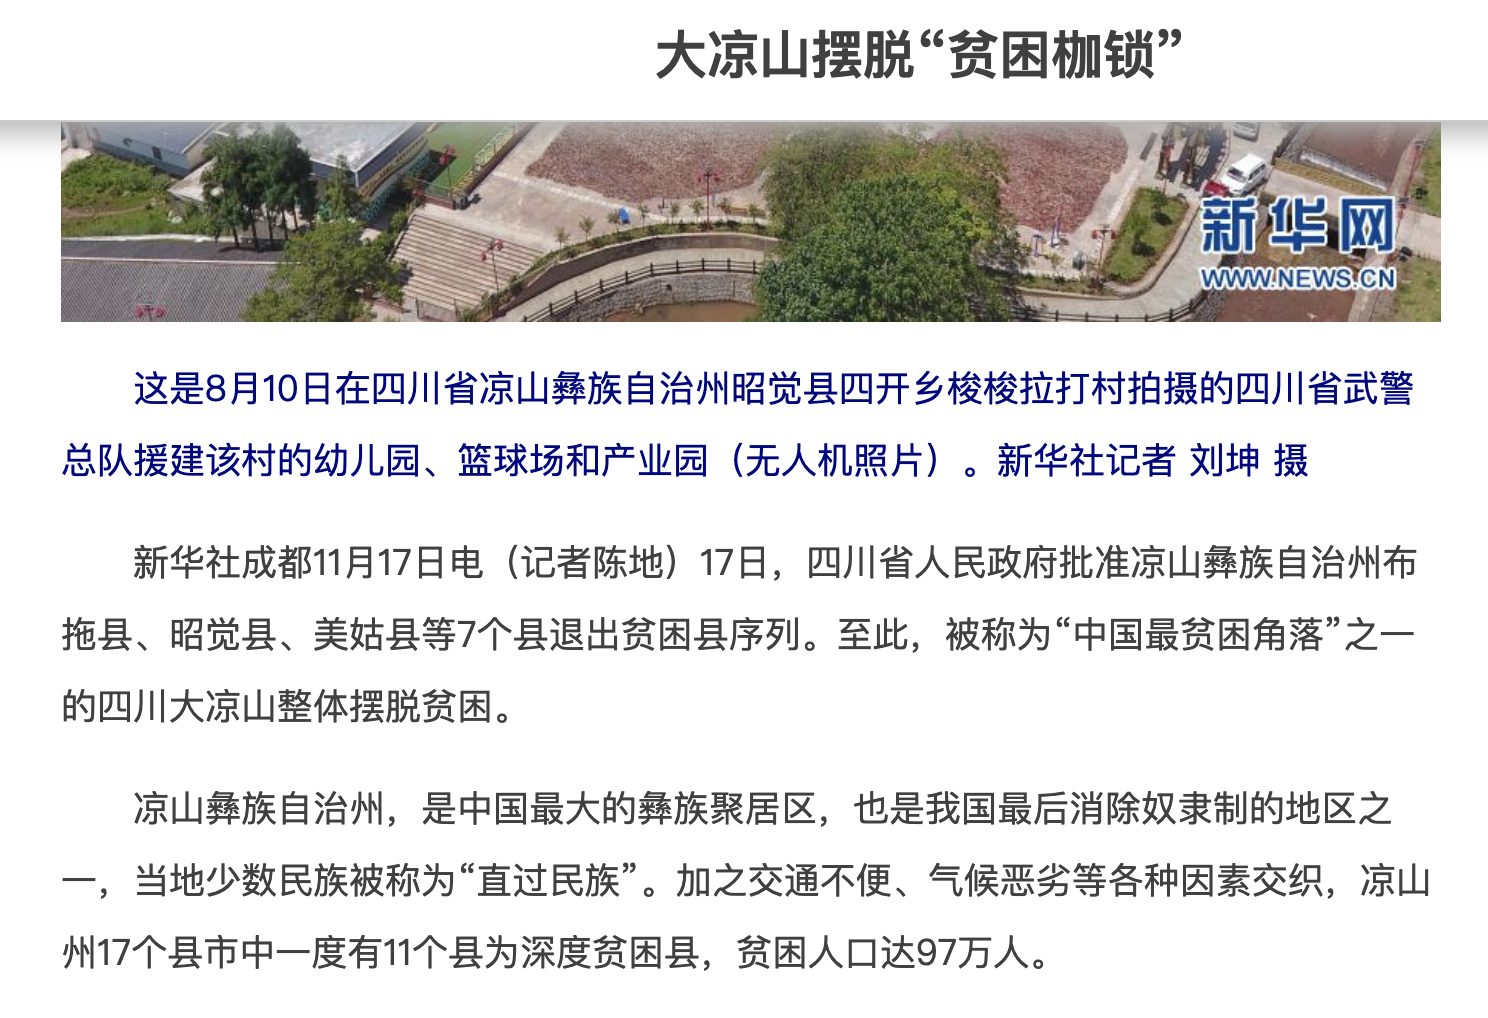 大凉山摆脱“贫困枷锁”
新华网
WWW.NEWS.CN
这是8月10日在四川省凉山彝族自治州昭觉县四开乡梭梭拉打村拍摄的四川省武警
总队援建该村的幼儿园、篮球场和产业园（无人机照片）。新华社记者 刘坤 摄
新华社成都11月17日电（记者陈地）17日，四川省人民政府批准凉山彝族自治州布
拖县、昭觉县、美姑县等7个县退出贫困县序列。至此，被称为“中国最贫困角落”之一
的四川大凉山整体摆脱贫困。
凉山彝族自治州，是中国最大的彝族聚居区，也是我国最后消除奴隶制的地区之
一，当地少数民族被称为“直过民族”。加之交通不便、气候恶劣等各种因素交织，凉山
州17个县市中一度有11个县为深度贫困县，贫困人口达97万人。